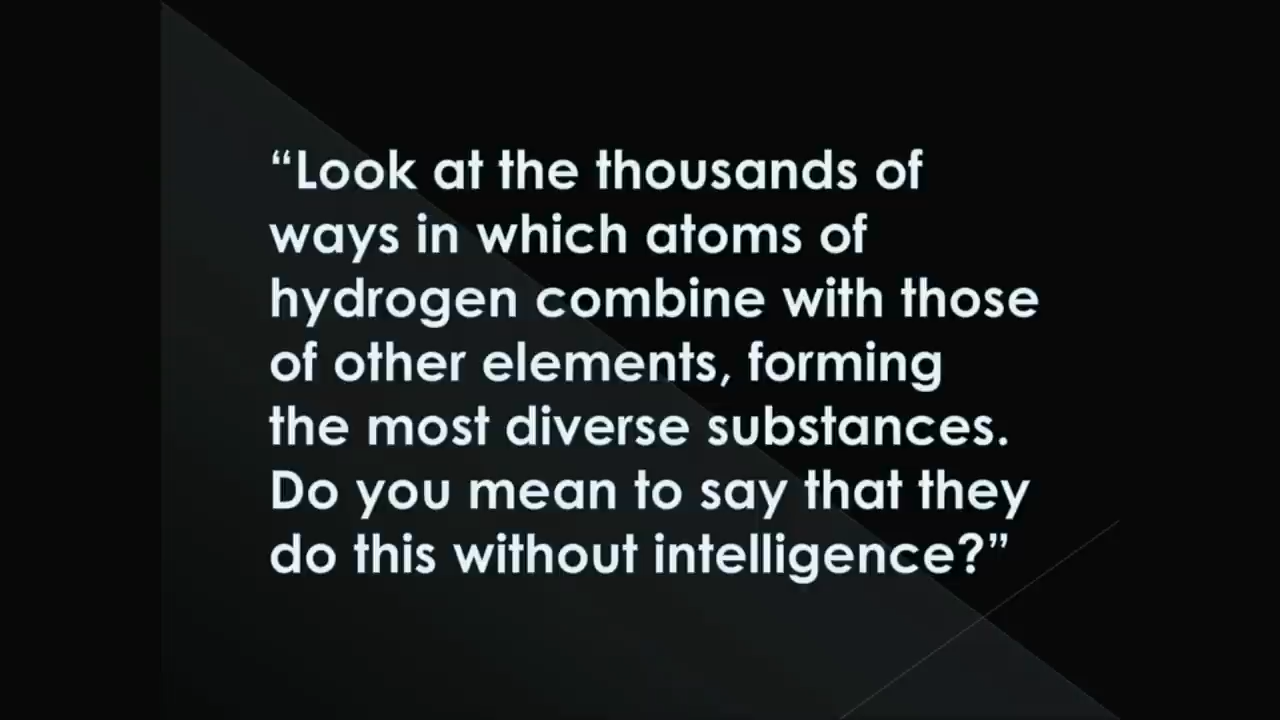 “Look at the thousands of
ways in which atoms of
hydrogen combine with those
of other elements, forming
the most diverse substances.
Do you mean to say that they
do this without intelligence?”